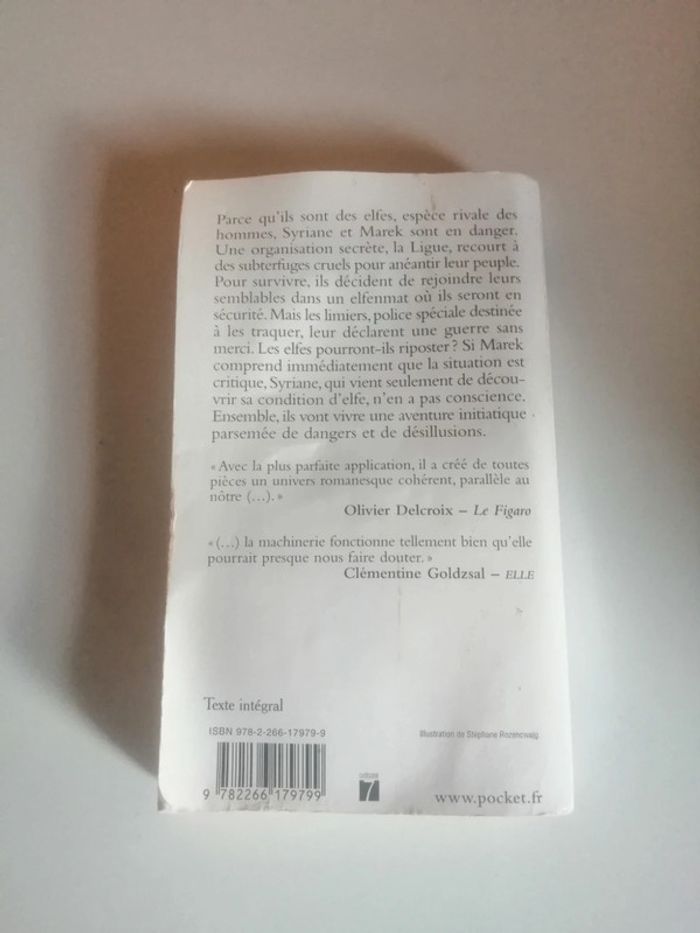 Parce qu'ils sont des elfes, espèce rivale des
hommes, Syriane et Marek sont en danger.
Une organisation secrète, la Ligue, recourt à
des subterfuges cruels pour anéantir leur peuple.
Pour survivre, ils décident de rejoindre leurs
semblables dans un elfenmat où ils seront en
sécurité. Mais les limiers, police spéciale destinée
à les traquer, leur déclarent une guerre sans
merci. Les elfes pourront-ils riposter ? Si Marek
comprend immédiatement que la situation est
critique, Syriane, qui vient seulement de décou-
vrir sa condition d'elfe, n'en a pas conscience.
Ensemble, ils vont vivre une aventure initiatique
parsemée de dangers et de désillusions.
« Avec la plus parfaite application, il a créé de toutes
pièces un univers romanesque cohérent, parallèle au
nôtre (…). »
Olivier Delcroix – Le Figaro
« (…) la machinerie fonctionne tellement bien qu'elle
pourrait presque nous faire douter. »
Clémentine Goldzsal – ELLE
Texte intégral
ISBN 978-2-266-17979-9
Illustration de Stéphane Rozencwajg
9 782266 179799
catégorie
7
www.pocket.fr